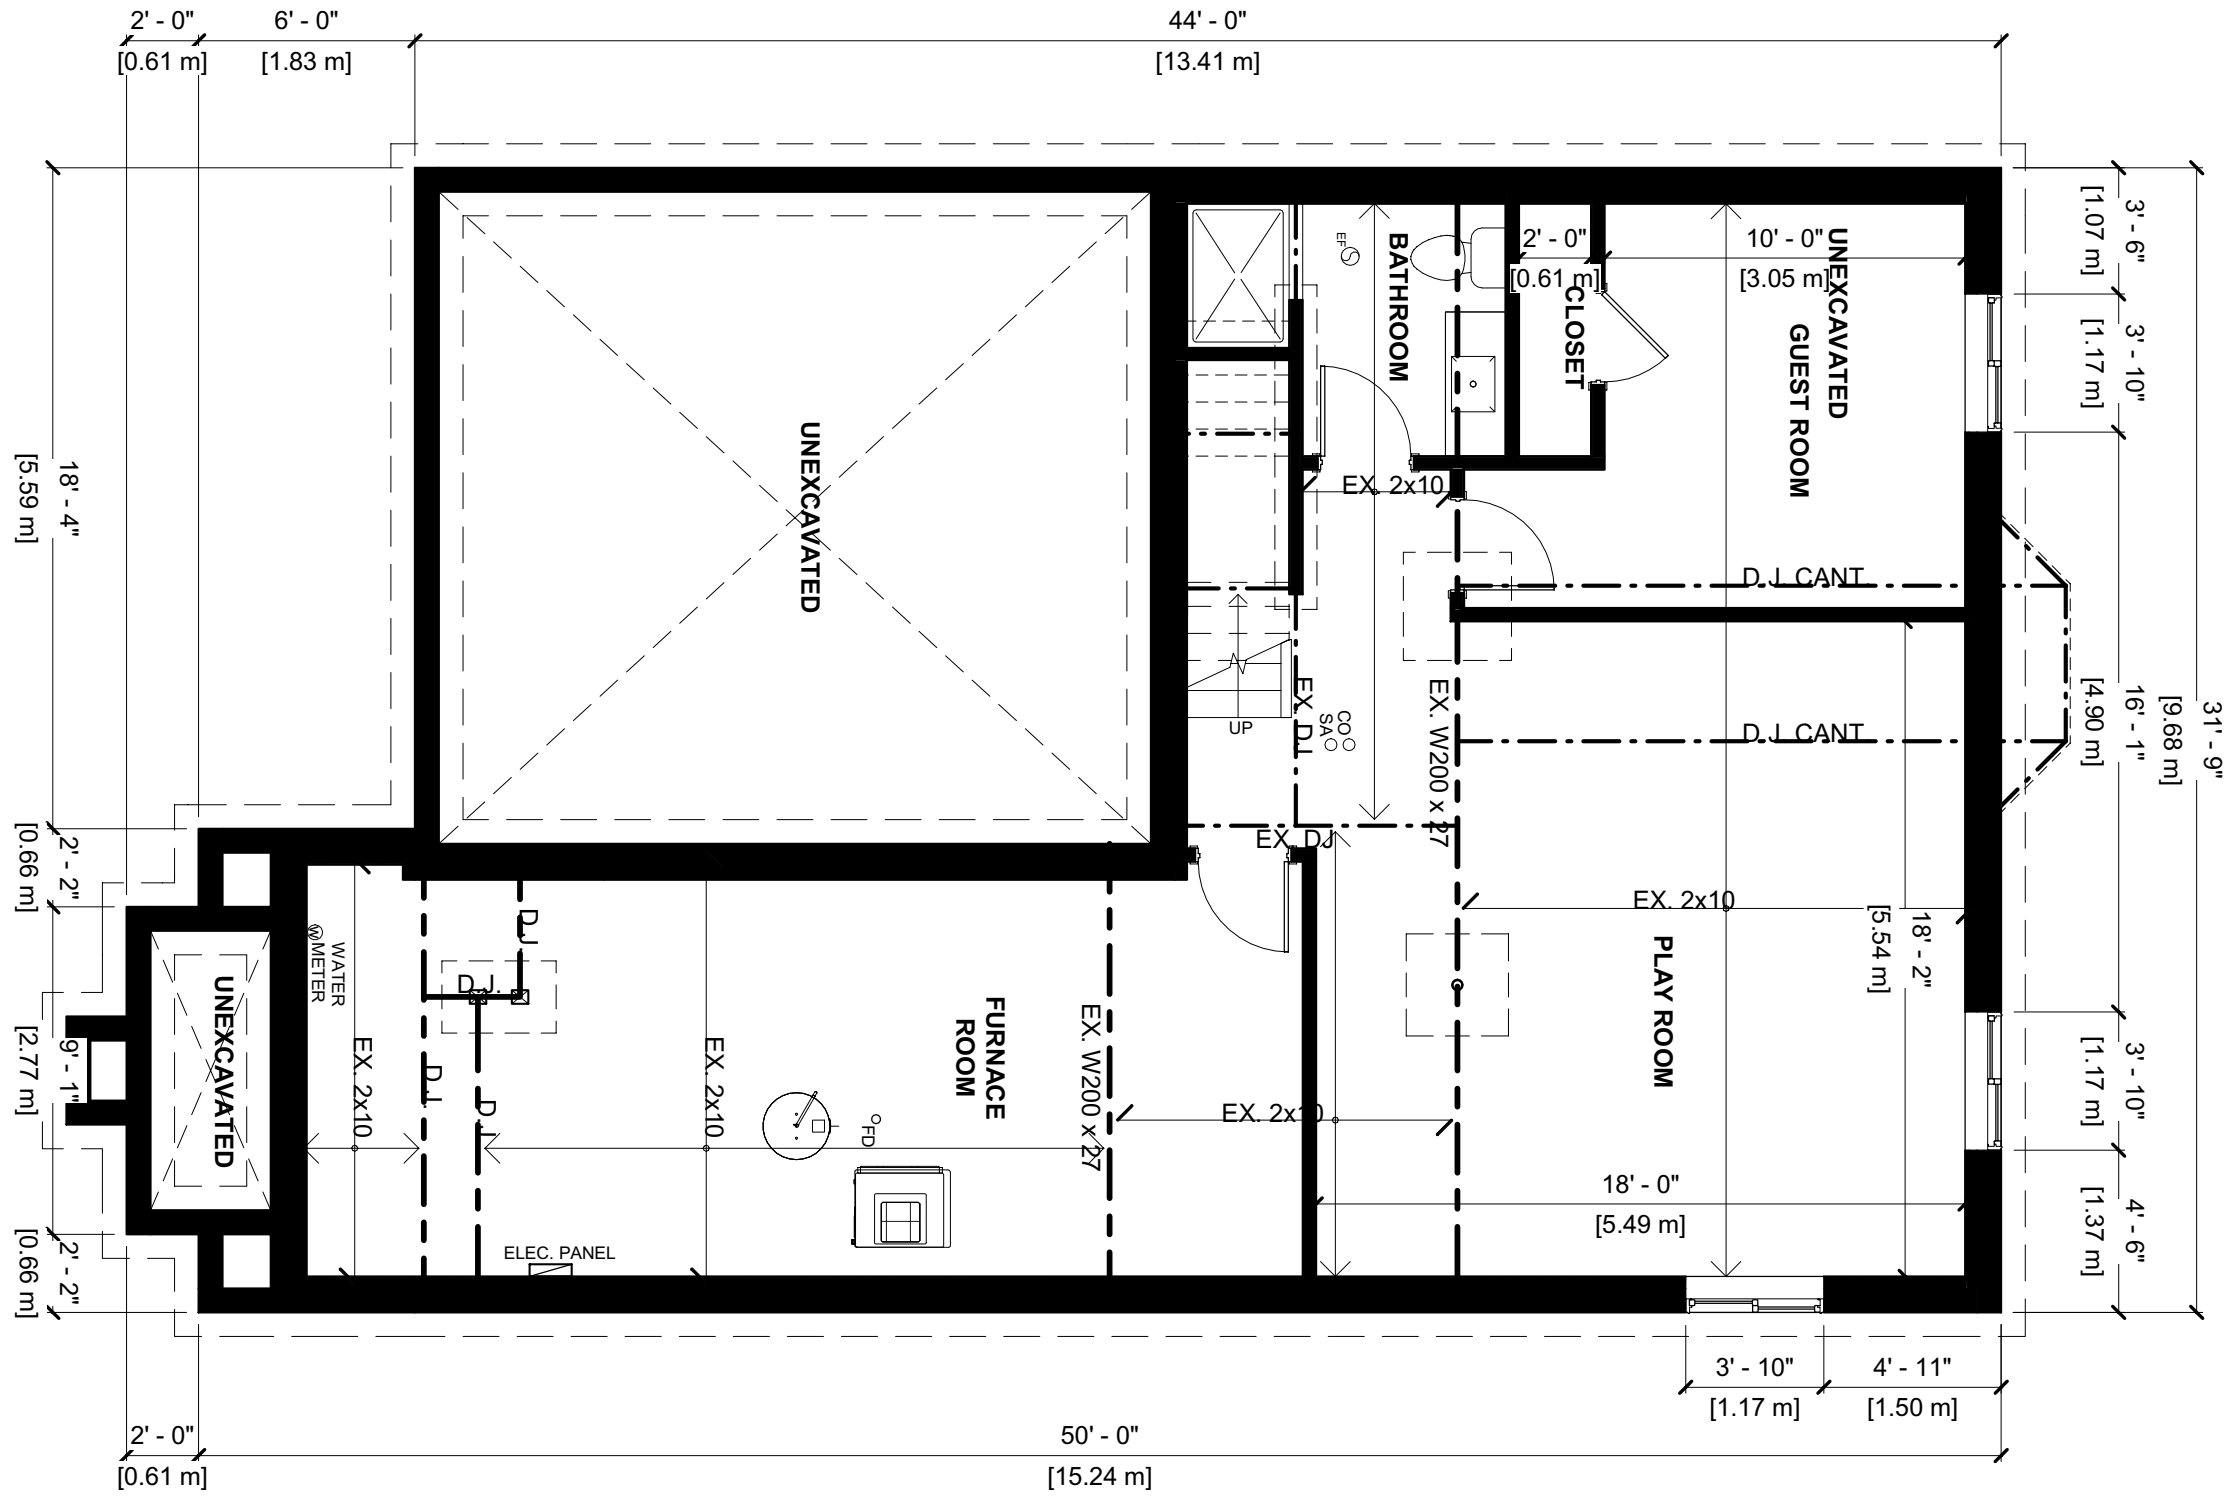 2' - 0"
[0.61 m]
6' - 0"
[1.83 m]
44' - 0"
[13.41 m]
3' - 6"
[1.07 m]
3' - 10"
[1.17 m]
16' - 1"
[4.90 m]
3' - 10"
[1.17 m]
4' - 6"
[1.37 m]
31' - 9"
[9.68 m]
18' - 4"
[5.59 m]
2' - 2"
[0.66 m]
9' - 1"
[2.77 m]
2' - 2"
[0.66 m]
UNEXCAVATED
EF
BATHROOM
2' - 0"
[0.61 m]
CLOSET
10' - 0"
[3.05 m]
UNEXCAVATED
GUEST ROOM
EX. 2x10
D.J. CANT.
D.J. CANT.
UP
EX. DJ
CO
SA
EX. W200 x 27
EX. DJ
EX. 2x10
18' - 2"
[5.54 m]
PLAY ROOM
18' - 0"
[5.49 m]
UNEXCAVATED
W
WATER
METER
D.J.
D.J.
EX. 2x10
D.J.
D.J.
EX. 2x10
FURNACE
ROOM
FD
EX. W200 x 27
EX. 2x10
ELEC. PANEL
3' - 10"
[1.17 m]
4' - 11"
[1.50 m]
2' - 0"
[0.61 m]
50' - 0"
[15.24 m]